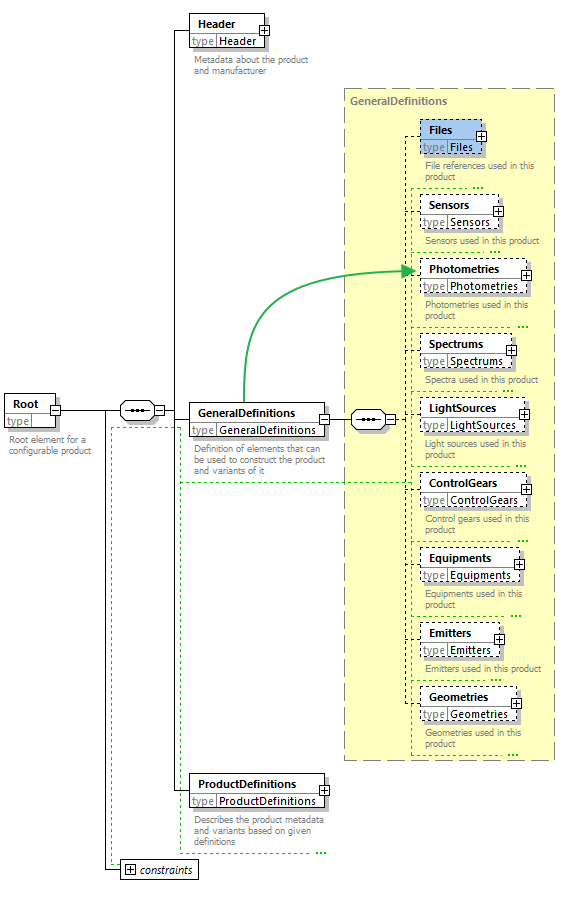 Header
type Header
Metadata about the product
and manufacturer
GeneralDefinitions
Files
type Files
File references used in this
product
Sensors
type Sensors
Sensors used in this product
Photometries
type Photometries
Photometries used in this
product
Spectrums
type Spectrums
Spectra used in this product
Root
type
Root element for a
configurable product
GeneralDefinitions
type GeneralDefinitions
Definition of elements that can
be used to construct the product
and variants of it
LightSources
type LightSources
Light sources used in this
product
ControlGears
type ControlGears
Control gears used in this
product
Equipments
type Equipments
Equipments used in this
product
Emitters
type Emitters
Emitters used in this product
Geometries
type Geometries
Geometries used in this
product
ProductDefinitions
type ProductDefinitions
Describes the product metadata
and variants based on given
definitions
constraints